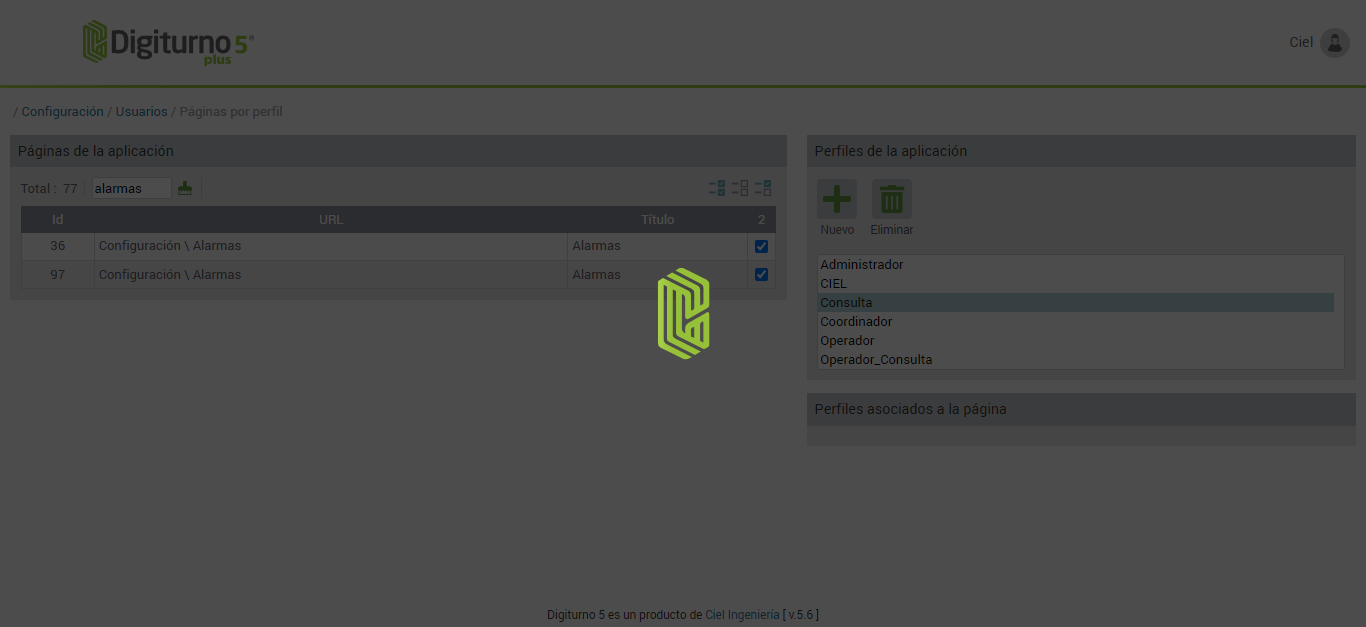 Digiturno 5®
plus
Ciel
/ Configuración / Usuarios / Páginas por perfil
Páginas de la aplicación
Total : 77 alarmas
Id URL Título 2
36 Configuración \ Alarmas Alarmas
97 Configuración \ Alarmas Alarmas
Perfiles de la aplicación
Nuevo Eliminar
Administrador
CIEL
Consulta
Coordinador
Operador
Operador_Consulta
Perfiles asociados a la página
Digiturno 5 es un producto de Ciel Ingeniería [ v.5.6 ]